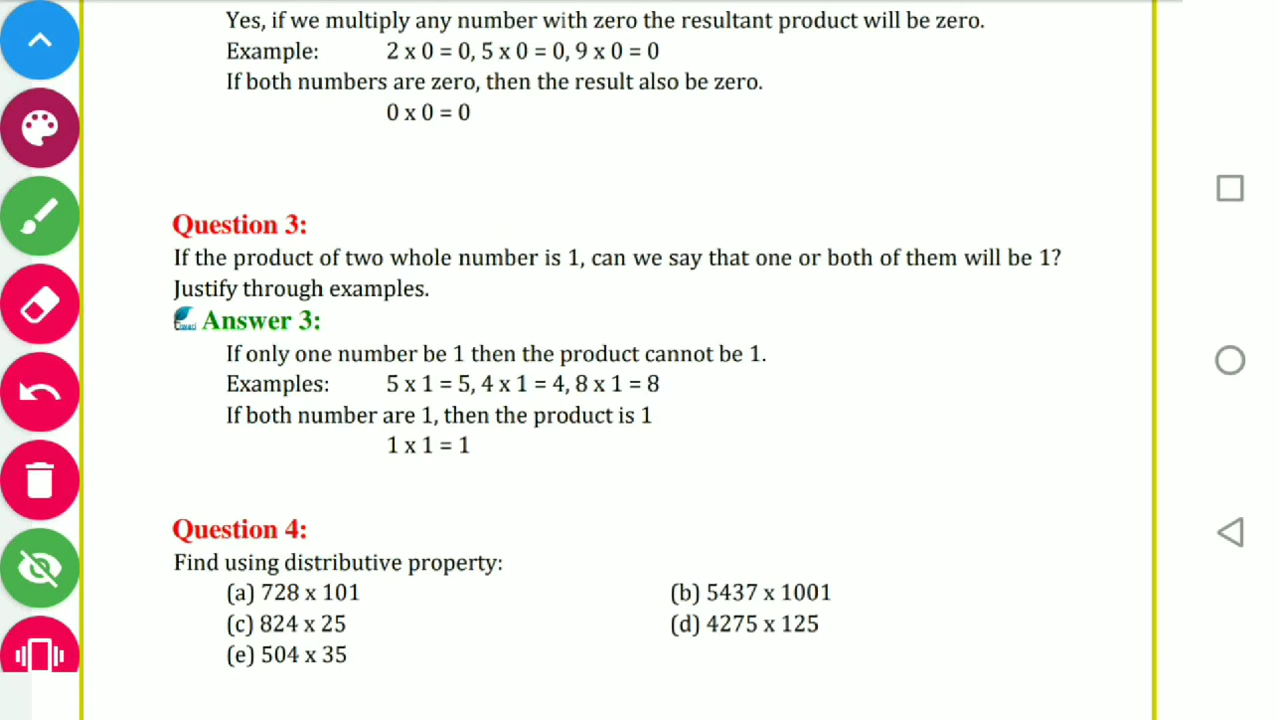 Yes, if we multiply any number with zero the resultant product will be zero.
Example: 2 x 0 = 0, 5 x 0 = 0, 9 x 0 = 0
If both numbers are zero, then the result also be zero.
0 x 0 = 0
Question 3:
If the product of two whole number is 1, can we say that one or both of them will be 1?
Justify through examples.
Answer 3:
If only one number be 1 then the product cannot be 1.
Examples: 5 x 1 = 5, 4 x 1 = 4, 8 x 1 = 8
If both number are 1, then the product is 1
1 x 1 = 1
Question 4:
Find using distributive property:
(a) 728 x 101 (b) 5437 x 1001
(c) 824 x 25 (d) 4275 x 125
(e) 504 x 35